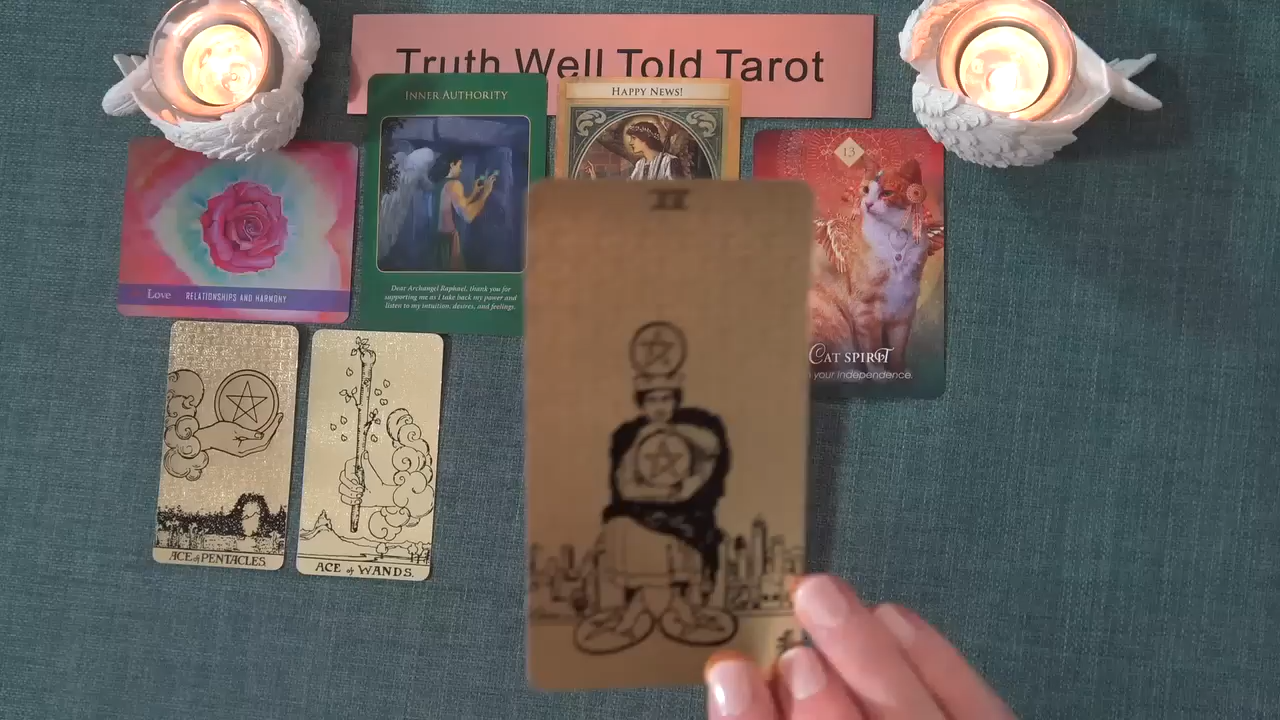 Truth Well Told Tarot
INNER AUTHORITY
HAPPY NEWS!
13
Love RELATIONSHIPS AND HARMONY
Dear Archangel Raphael, thank you for
supporting me as I take back my power and
listen to my intuition, desires, and feelings.
CAT SPIRIT
your independence.
ACE of PENTACLES.
ACE of WANDS.